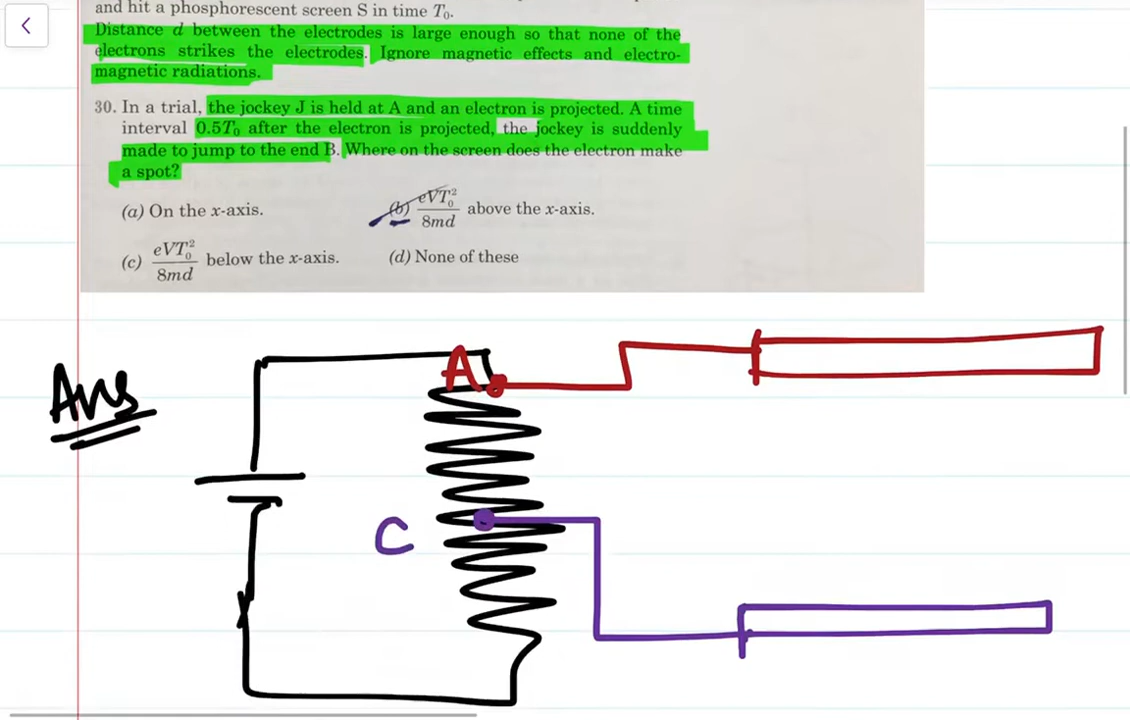 and hit a phosphorescent screen S in time T₀.
Distance d between the electrodes is large enough so that none of the
electrons strikes the electrodes. Ignore magnetic effects and electro-
magnetic radiations.
30. In a trial, the jockey J is held at A and an electron is projected. A time
interval 0.5T₀ after the electron is projected, the jockey is suddenly
made to jump to the end B. Where on the screen does the electron make
a spot?
(a) On the x-axis.
(b) eVT₀²/8md above the x-axis.
(c) eVT₀²/8md below the x-axis.
(d) None of these
Ans
A
C